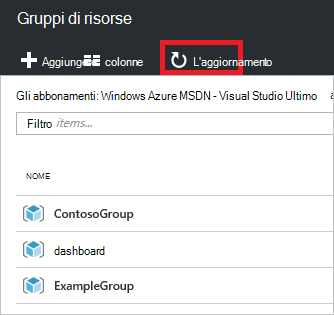 Gruppi di risorse
Aggiunge colonne L'aggiornamento
Gli abbonamenti: Windows Azure MSDN - Visual Studio Ultimo
Filtro items...
NOME
ContosoGroup
dashboard
ExampleGroup